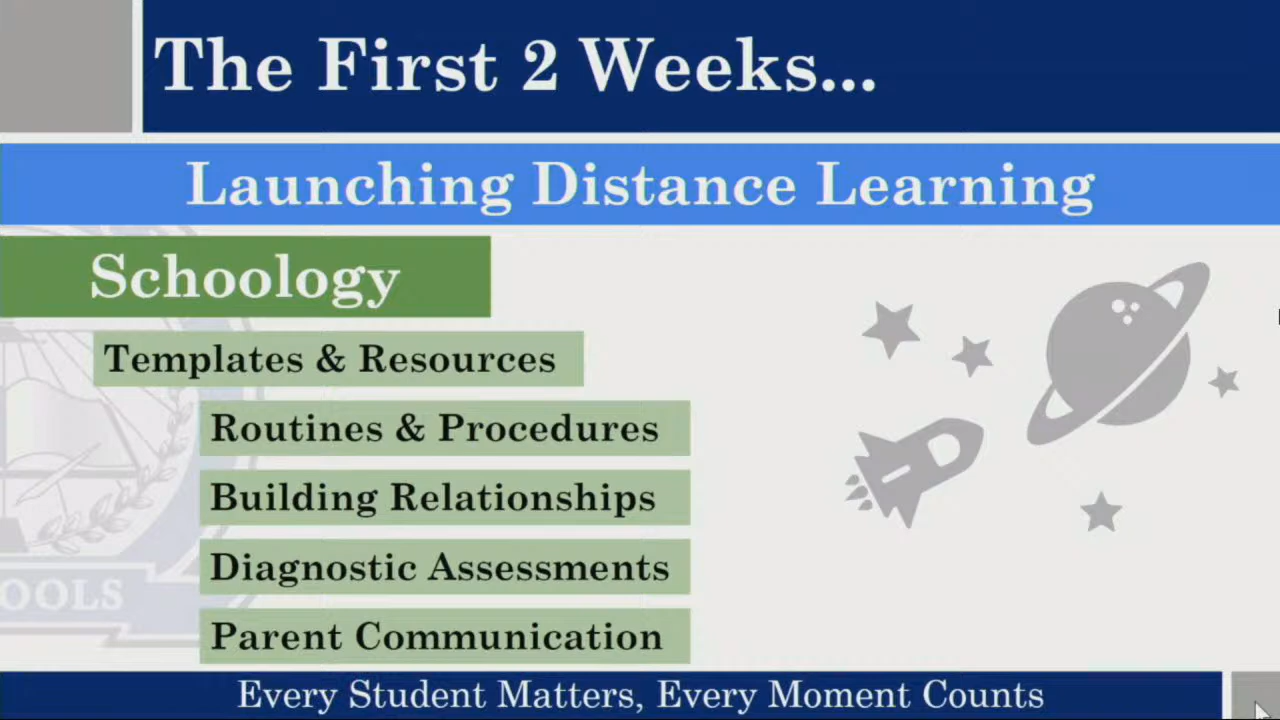 The First 2 Weeks...
Launching Distance Learning
Schoology
Templates & Resources
Routines & Procedures
Building Relationships
Diagnostic Assessments
Parent Communication
OOLS
Every Student Matters, Every Moment Counts